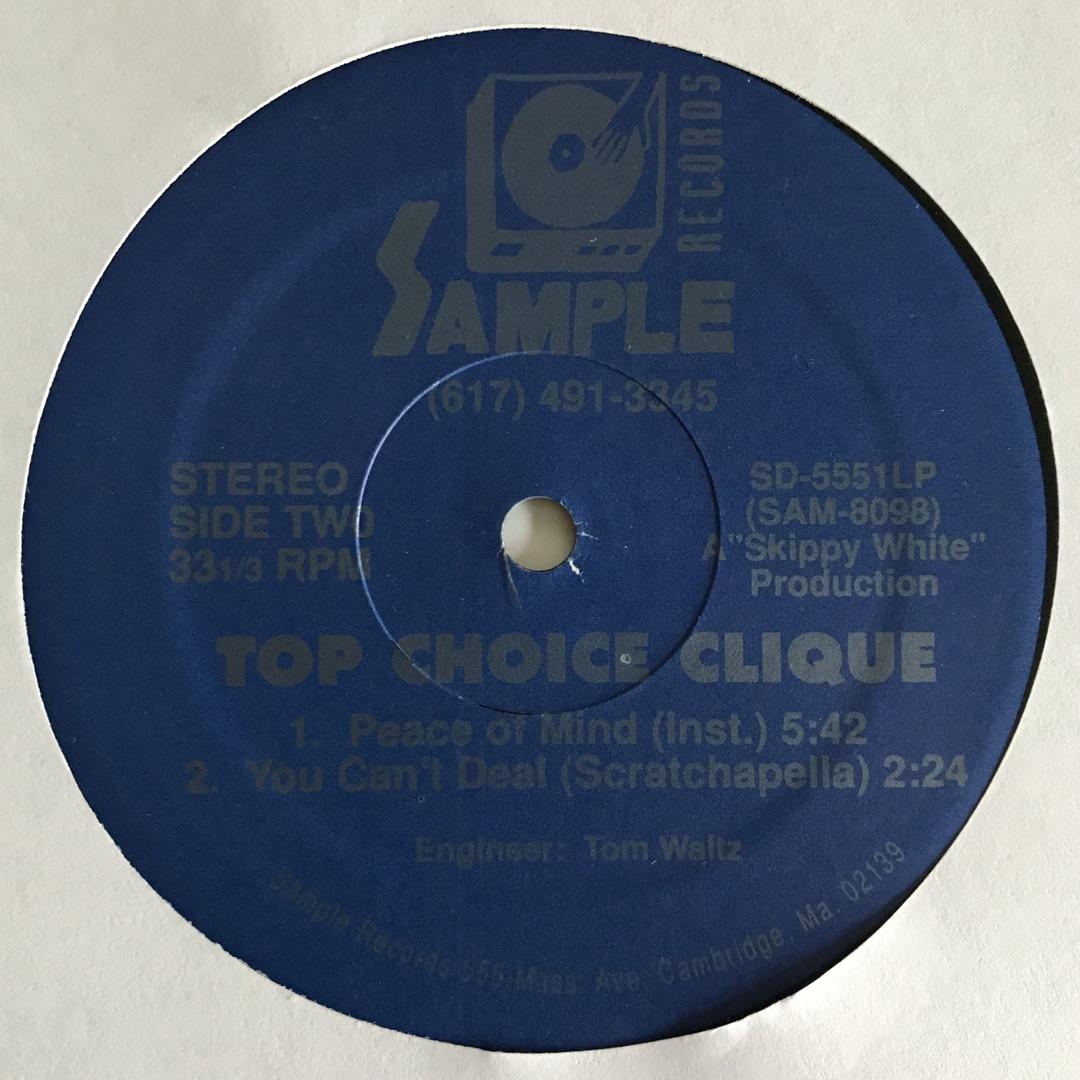 RECORDS
SAMPLE
(617) 491-3345
STEREO
SIDE TWO
33 1/3 RPM
SD-5551LP
(SAM-8098)
A "Skippy White"
Production
TOP CHOICE CLIQUE
1. Peace of Mind (Inst.) 5:42
2. You Can't Deal (Scratchapella) 2:24
Engineer: Tom Waltz
Sample Records 555 Mass. Ave. Cambridge, Ma. 02139